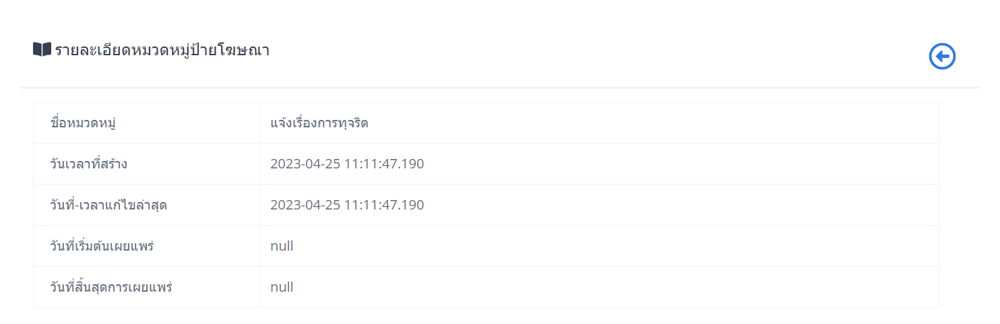 รายละเอียดหมวดหมู่ป้ายโฆษณา
ชื่อหมวดหมู่ แจ้งเรื่องการทุจริต
วันเวลาที่สร้าง 2023-04-25 11:11:47.190
วันที่-เวลาแก้ไขล่าสุด 2023-04-25 11:11:47.190
วันที่เริ่มต้นเผยแพร่ null
วันที่สิ้นสุดการเผยแพร่ null